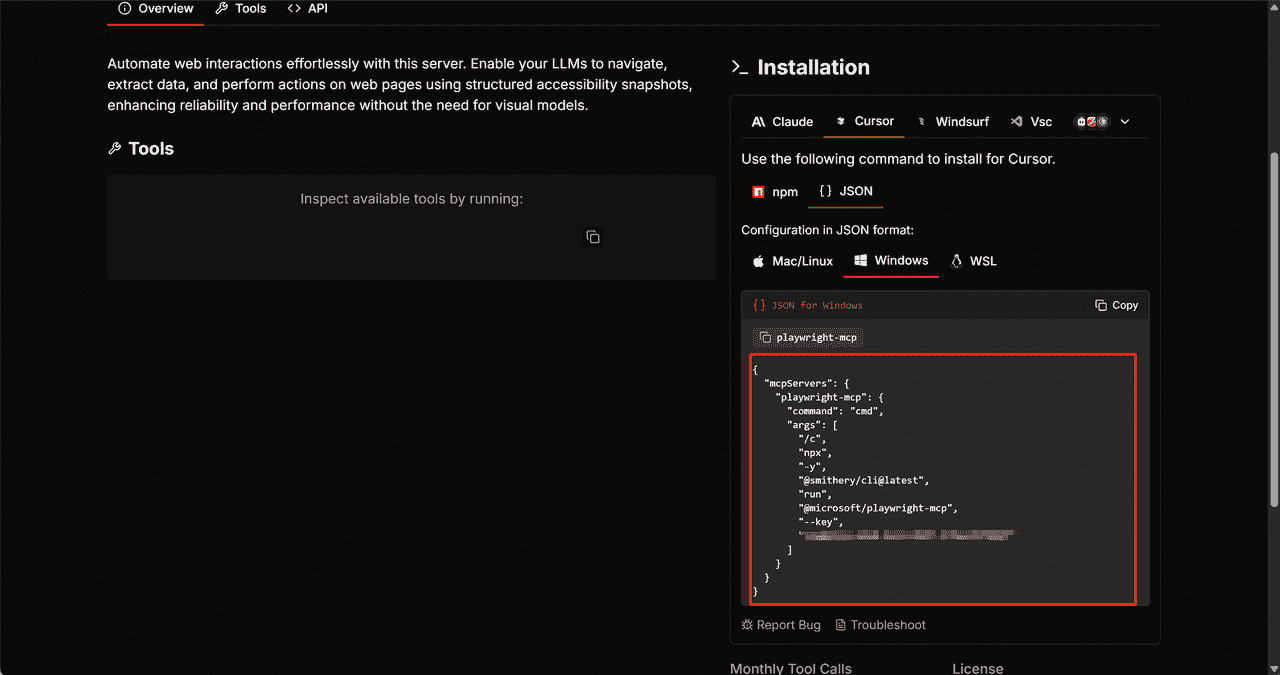 Overview Tools <> API
Automate web interactions effortlessly with this server. Enable your LLMs to navigate,
extract data, and perform actions on web pages using structured accessibility snapshots,
enhancing reliability and performance without the need for visual models.
Tools
Inspect available tools by running:
>_ Installation
Claude Cursor Windsurf Vsc
Use the following command to install for Cursor.
npm {} JSON
Configuration in JSON format:
Mac/Linux Windows WSL
{} JSON for Windows Copy
playwright-mcp
{
"mcpServers": {
"playwright-mcp": {
"command": "cmd",
"args": [
"/c",
"npx",
"-y",
"@smithery/cli@latest",
"run",
"@microsoft/playwright-mcp",
"--key",
]
}
}
}
Report Bug Troubleshoot
Monthly Tool Calls License